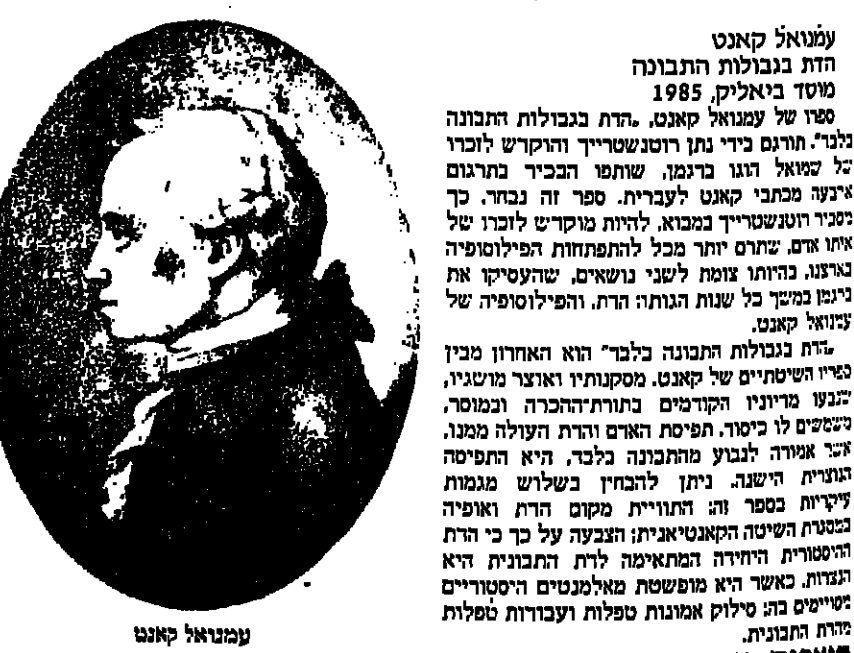 עמנואל קאנט
הדת בגבולות התבונה
מוסד ביאליק, 1985
ספרו של עמנואל קאנט, „הדת בגבולות התבונה
בלבד". תורגם בידי נתן רוטנשטרייך והוקדש לזכרו
של שמואל הוגו ברגמן, שותפו הבכיר בתרגום
ארבעה מכתבי קאנט לעברית. ספר זה נבחר, כך
מסביר רוטנשטרייך במבוא, להיות מוקדש לזכרו של
איתו אדם, שתרם יותר מכל להתפתחות הפילוסופיה
בארצנו, בהיותו צומת לשני נושאים, שהעסיקו את
ברגמן במשך כל שנות הגותו: הדת, והפילוסופיה של
עמנואל קאנט.
„הדת בגבולות התבונה בלבד" הוא האחרון מבין
ספריו השיטתיים של קאנט. מסקנותיו ואוצר מושגיו,
שנבעו מדיוניו הקודמים בתורת־ההכרה ובמוסר,
משמשים לו כיסוד. תפיסת האדם והדת העולה ממנו,
אשר אמורה לנבוע מהתבונה בלבד, היא התפיסה
הנוצרית הישנה. ניתן להבחין בשלוש מגמות
עיקריות בספר זה: התוויית מקום הדת ואופיה
במסגרת השיטה הקאנטיאנית; הצבעה על כך כי הדת
ההיסטורית היחידה המתאימה לדת התבונית היא
הנצרות, כאשר היא מופשטת מאלמנטים היסטוריים
מסויימים בה; סילוק אמונות טפלות ועבודות טפלות
מהדת התבונית.
עמנואל קאנט